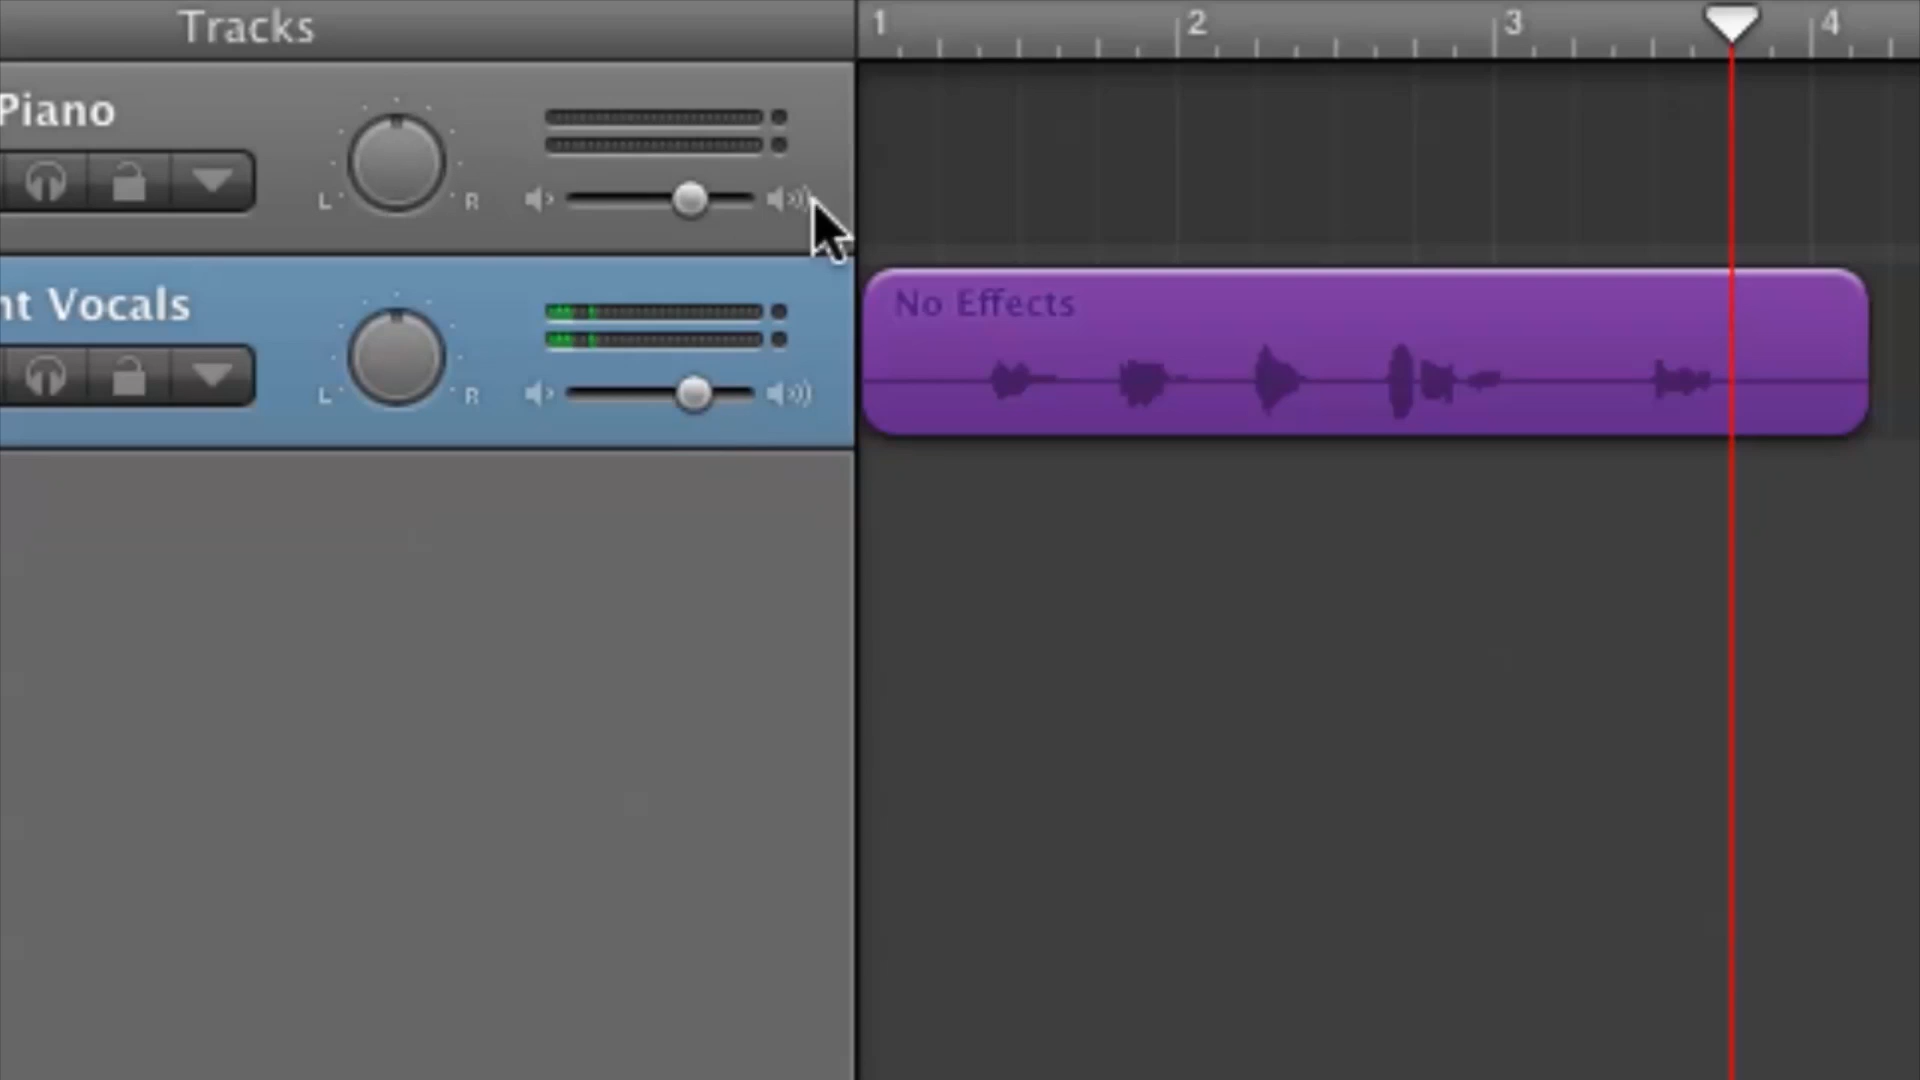 Tracks
1 2 3 4
Piano
L R
nt Vocals
L R
No Effects